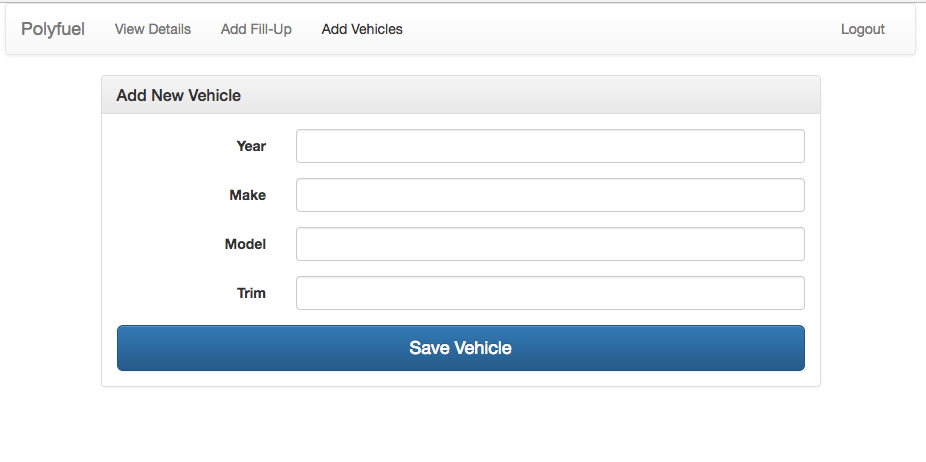 Polyfuel View Details Add Fill-Up Add Vehicles Logout
Add New Vehicle
Year
Make
Model
Trim
Save Vehicle